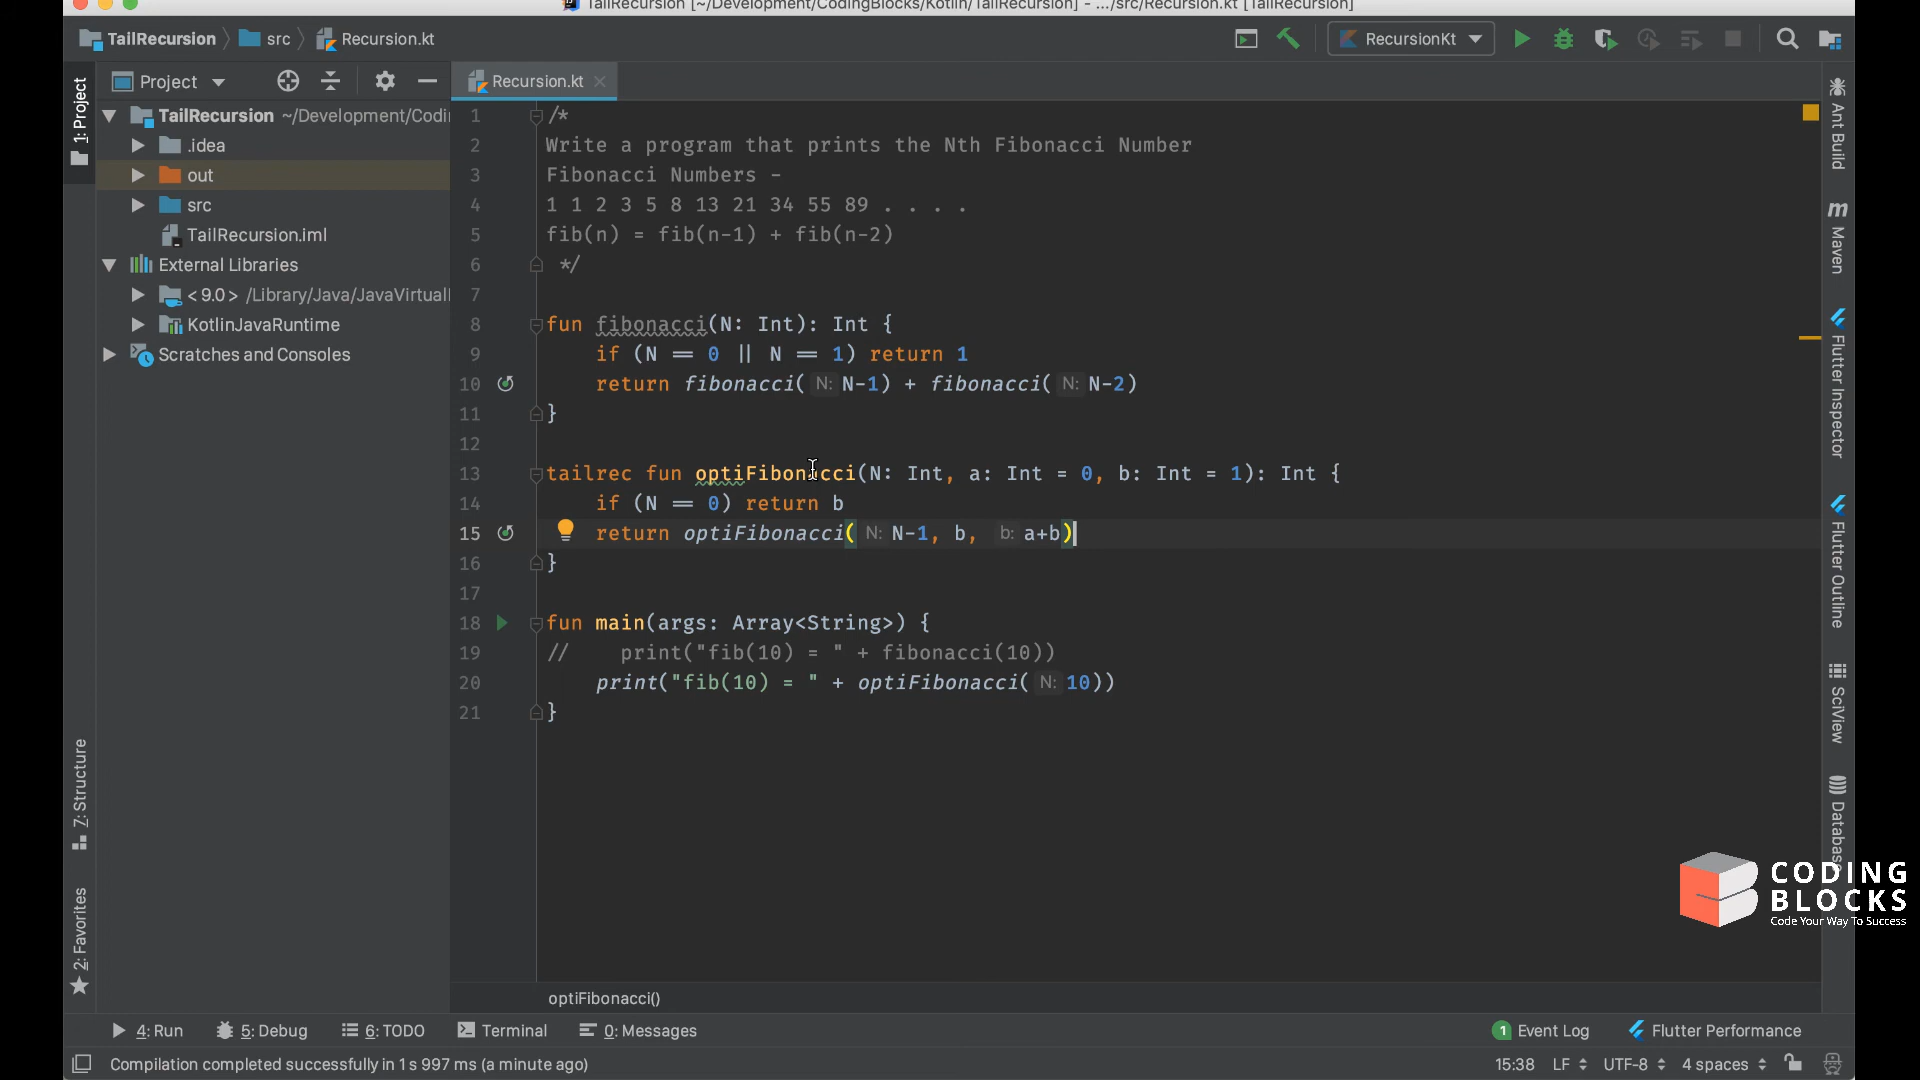 TailRecursion [~/Development/CodingBlocks/Kotlin/TailRecursion] - .../src/Recursion.kt [TailRecursion]
TailRecursion src Recursion.kt
RecursionKt
Project
Recursion.kt
1: Project
TailRecursion ~/Development/Codi
.idea
out
src
TailRecursion.iml
External Libraries
< 9.0 > /Library/Java/JavaVirtual
KotlinJavaRuntime
Scratches and Consoles
Z: Structure
2: Favorites
1 /*
2 Write a program that prints the Nth Fibonacci Number
3 Fibonacci Numbers -
4 1 1 2 3 5 8 13 21 34 55 89 . . . .
5 fib(n) = fib(n-1) + fib(n-2)
6 */
7
8 fun fibonacci(N: Int): Int {
9 if (N == 0 || N == 1) return 1
10 return fibonacci( N: N-1) + fibonacci( N: N-2)
11 }
12
13 tailrec fun optiFibonacci(N: Int, a: Int = 0, b: Int = 1): Int {
14 if (N == 0) return b
15 return optiFibonacci( N: N-1, b, b: a+b)
16 }
17
18 fun main(args: Array<String>) {
19 // print("fib(10) = " + fibonacci(10))
20 print("fib(10) = " + optiFibonacci( N: 10))
21 }
optiFibonacci()
Ant Build
m Maven
Flutter Inspector
Flutter Outline
SciView
Database
CODING
BLOCKS
Code Your Way To Success
4: Run 5: Debug 6: TODO Terminal 0: Messages
1 Event Log Flutter Performance
Compilation completed successfully in 1 s 997 ms (a minute ago)
15:38 LF UTF-8 4 spaces